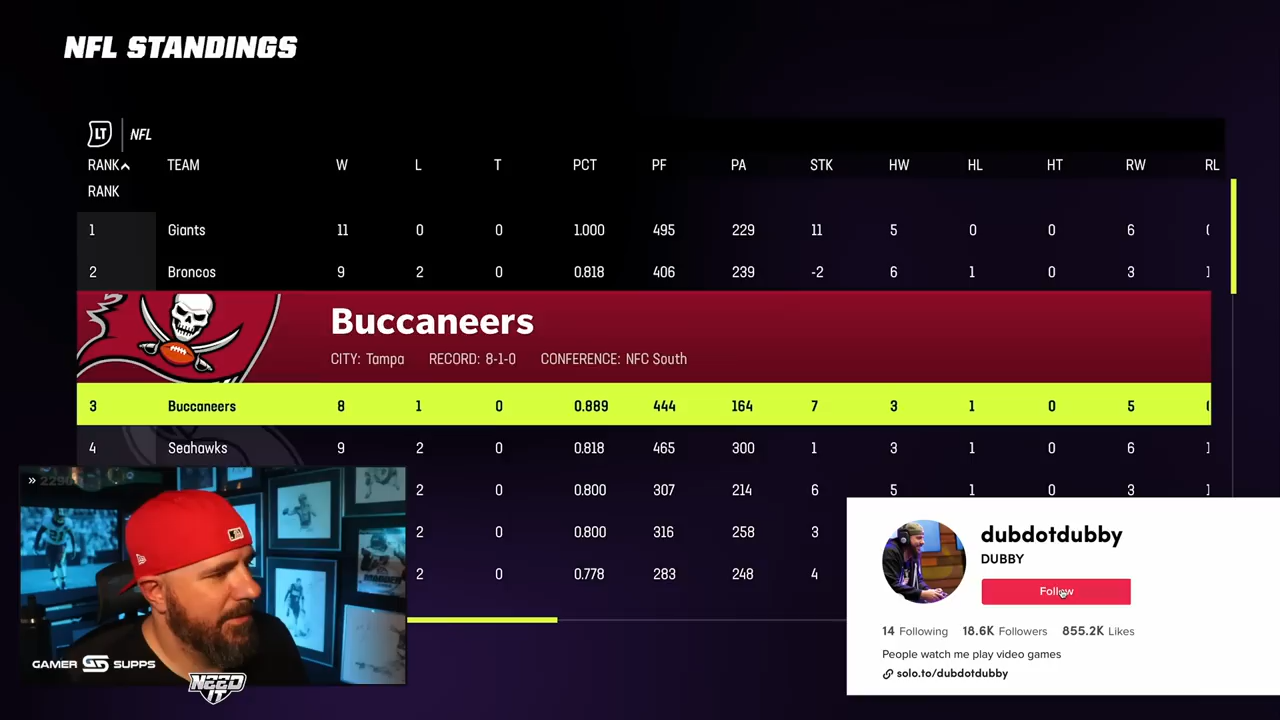 NFL STANDINGS
LT NFL
RANK TEAM W L T PCT PF PA STK HW HL HT RW RL
RANK
1 Giants 11 0 0 1.000 495 229 11 5 0 0 6
2 Broncos 9 2 0 0.818 406 239 -2 6 1 0 3 1
Buccaneers
CITY: Tampa RECORD: 8-1-0 CONFERENCE: NFC South
3 Buccaneers 8 1 0 0.889 444 164 7 3 1 0 5
4 Seahawks 9 2 0 0.818 465 300 1 3 1 0 6 1
2 0 0.800 307 214 6 5 1 0 3 1
2 0 0.800 316 258 3
2 0 0.778 283 248 4
GAMER GS SUPPS
NEED IT
dubdotdubby
DUBBY
Follow
14 Following 18.6K Followers 855.2K Likes
People watch me play video games
solo.to/dubdotdubby